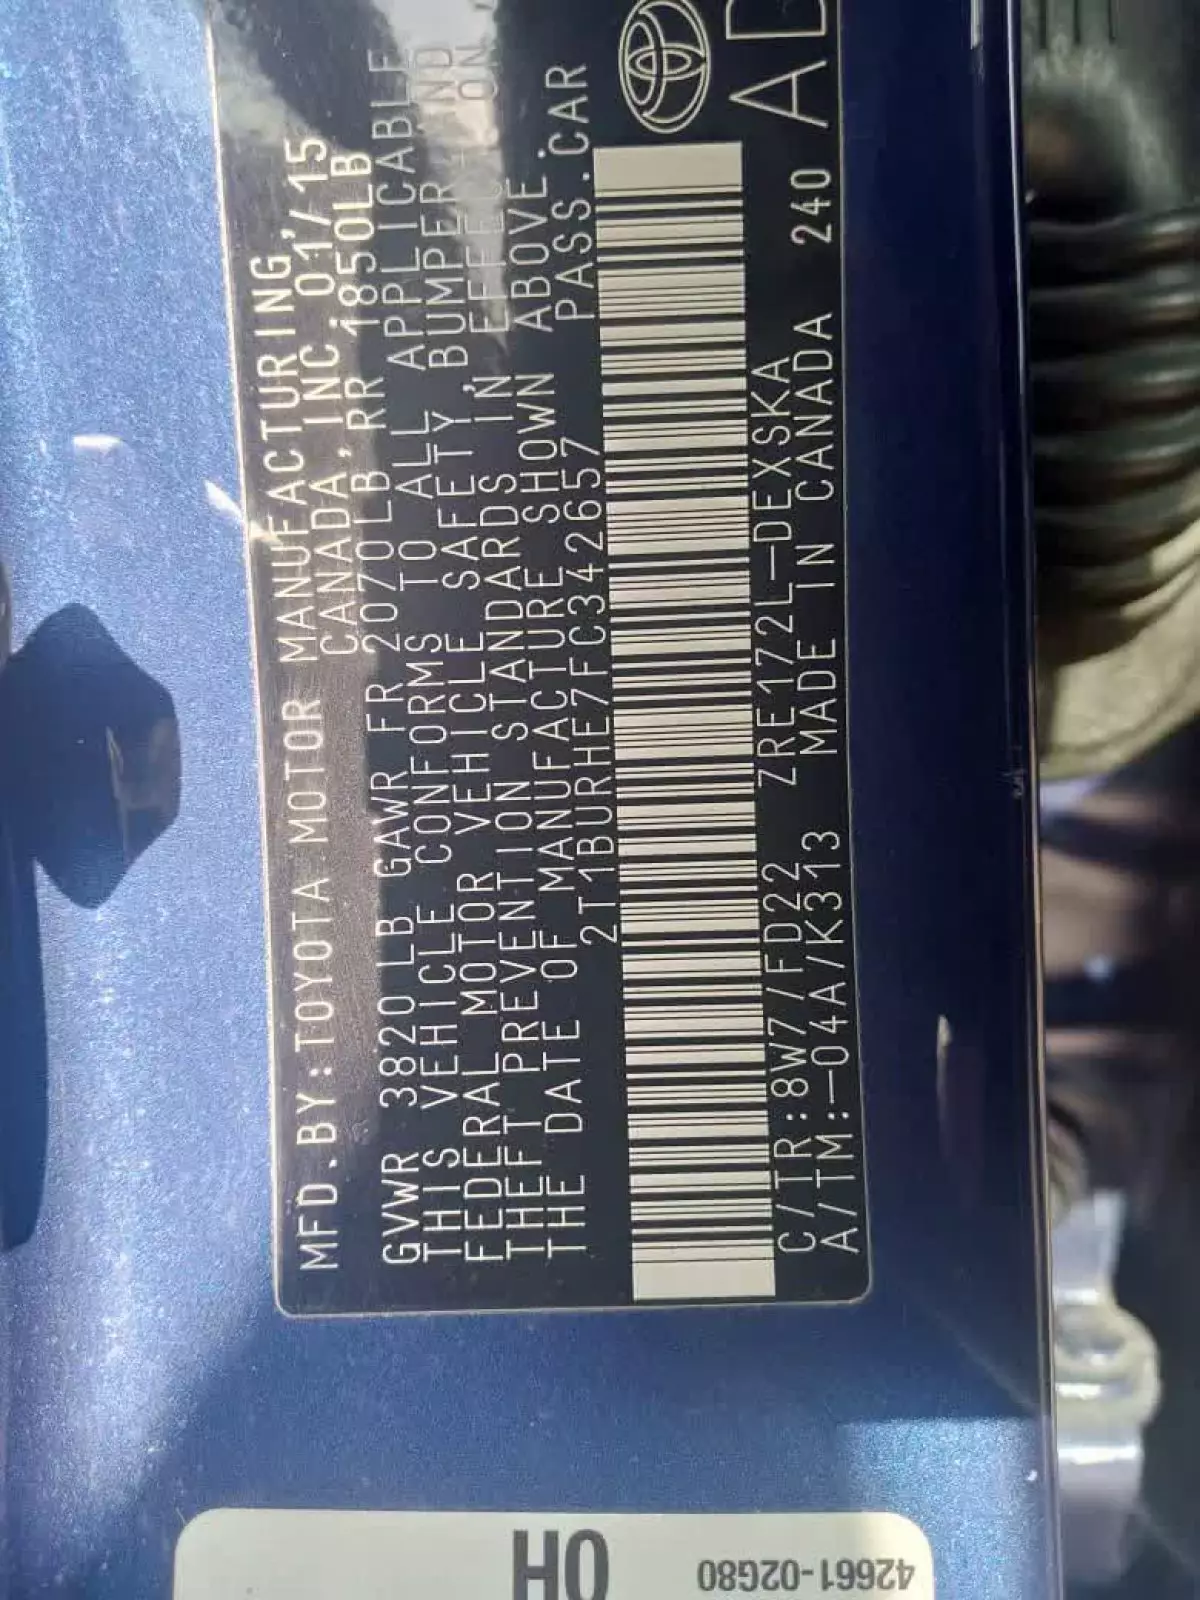 MFD.BY:TOYOTA MOTOR MANUFACTURING
CANADA,INC. 01/15
GVWR 3820LB GAWR FR 2070LB RR 1850LB
THIS VEHICLE CONFORMS TO ALL APPLICABLE
FEDERAL MOTOR VEHICLE SAFETY, BUMPER, AND
THEFT PREVENTION STANDARDS IN EFFECT ON
THE DATE OF MANUFACTURE SHOWN ABOVE.
2T1BURHE7FC342657 PASS.CAR
C/TR:8W7/FD22 ZRE172L-DEXSKA
A/TM:-04A/K313 MADE IN CANADA 240
AD
0H
42661-02G80